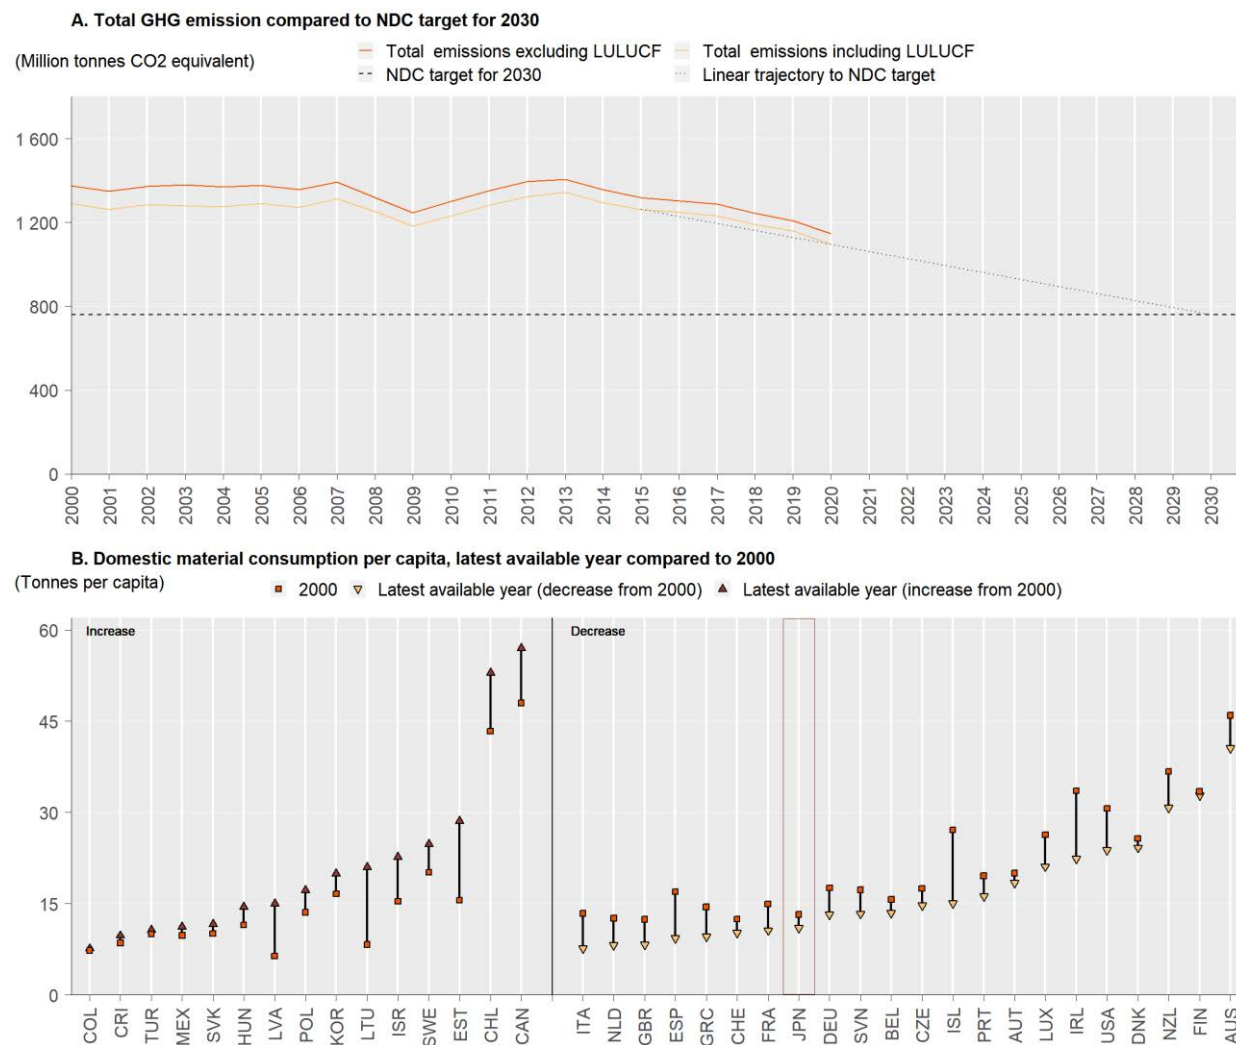 A. Total GHG emission compared to NDC target for 2030
(Million tonnes CO2 equivalent)
Total emissions excluding LULUCF
Total emissions including LULUCF
NDC target for 2030
Linear trajectory to NDC target
1 600
1 200
800
400
0
2000 2001 2002 2003 2004 2005 2006 2007 2008 2009 2010 2011 2012 2013 2014 2015 2016 2017 2018 2019 2020 2021 2022 2023 2024 2025 2026 2027 2028 2029 2030
B. Domestic material consumption per capita, latest available year compared to 2000
(Tonnes per capita)
2000
Latest available year (decrease from 2000)
Latest available year (increase from 2000)
60
Increase
Decrease
45
30
15
0
COL CRI TUR MEX SVK HUN LVA POL KOR LTU ISR SWE EST CHL CAN ITA NLD GBR ESP GRC CHE FRA JPN DEU SVN BEL CZE ISL PRT AUT LUX IRL USA DNK NZL FIN AUS